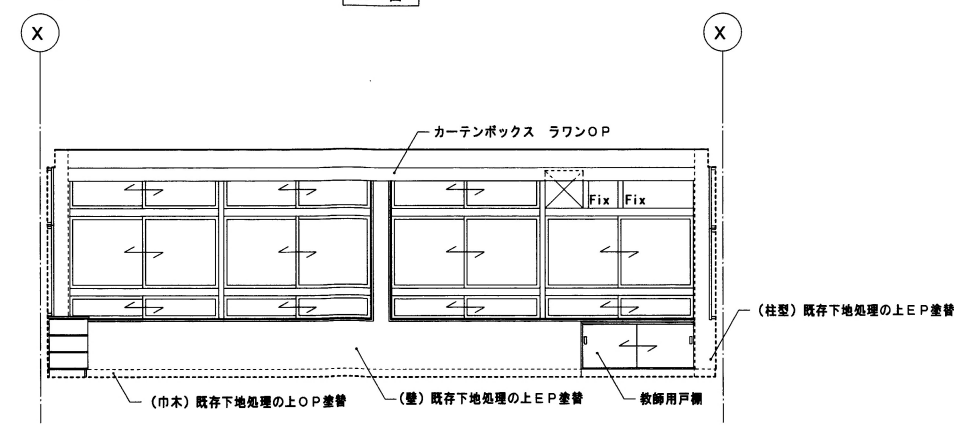 X
X
カーテンボックス　ラワンOP
Fix
Fix
(柱型)既存下地処理の上EP塗替
(巾木)既存下地処理の上OP塗替
(壁)既存下地処理の上EP塗替
教師用戸棚